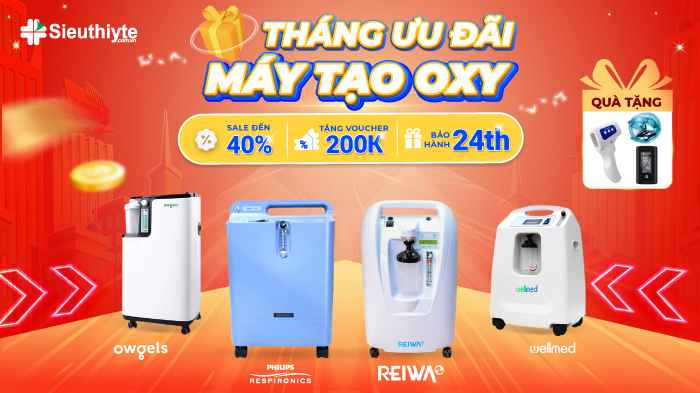 Sieuthiyte
.com.vn
THÁNG ƯU ĐÃI
MÁY TẠO OXY
SALE ĐẾN
40%
TẶNG VOUCHER
200K
BẢO
HÀNH 24th
QUÀ TẶNG
owgels
wellmed
REIWA
owgels
PHILIPS
RESPIRONICS
REIWA
wellmed